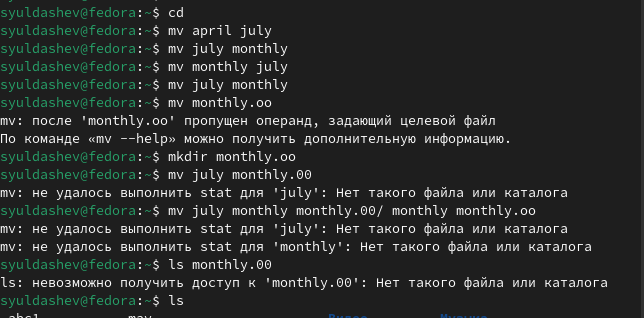 syuldashev@fedora:~$ cd
syuldashev@fedora:~$ mv april july
syuldashev@fedora:~$ mv july monthly
syuldashev@fedora:~$ mv monthly july
syuldashev@fedora:~$ mv july monthly
syuldashev@fedora:~$ mv monthly.oo
mv: после 'monthly.oo' пропущен операнд, задающий целевой файл
По команде «mv --help» можно получить дополнительную информацию.
syuldashev@fedora:~$ mkdir monthly.oo
syuldashev@fedora:~$ mv july monthly.00
mv: не удалось выполнить stat для 'july': Нет такого файла или каталога
syuldashev@fedora:~$ mv july monthly monthly.00/ monthly monthly.oo
mv: не удалось выполнить stat для 'july': Нет такого файла или каталога
mv: не удалось выполнить stat для 'monthly': Нет такого файла или каталога
syuldashev@fedora:~$ ls monthly.00
ls: невозможно получить доступ к 'monthly.00': Нет такого файла или каталога
syuldashev@fedora:~$ ls